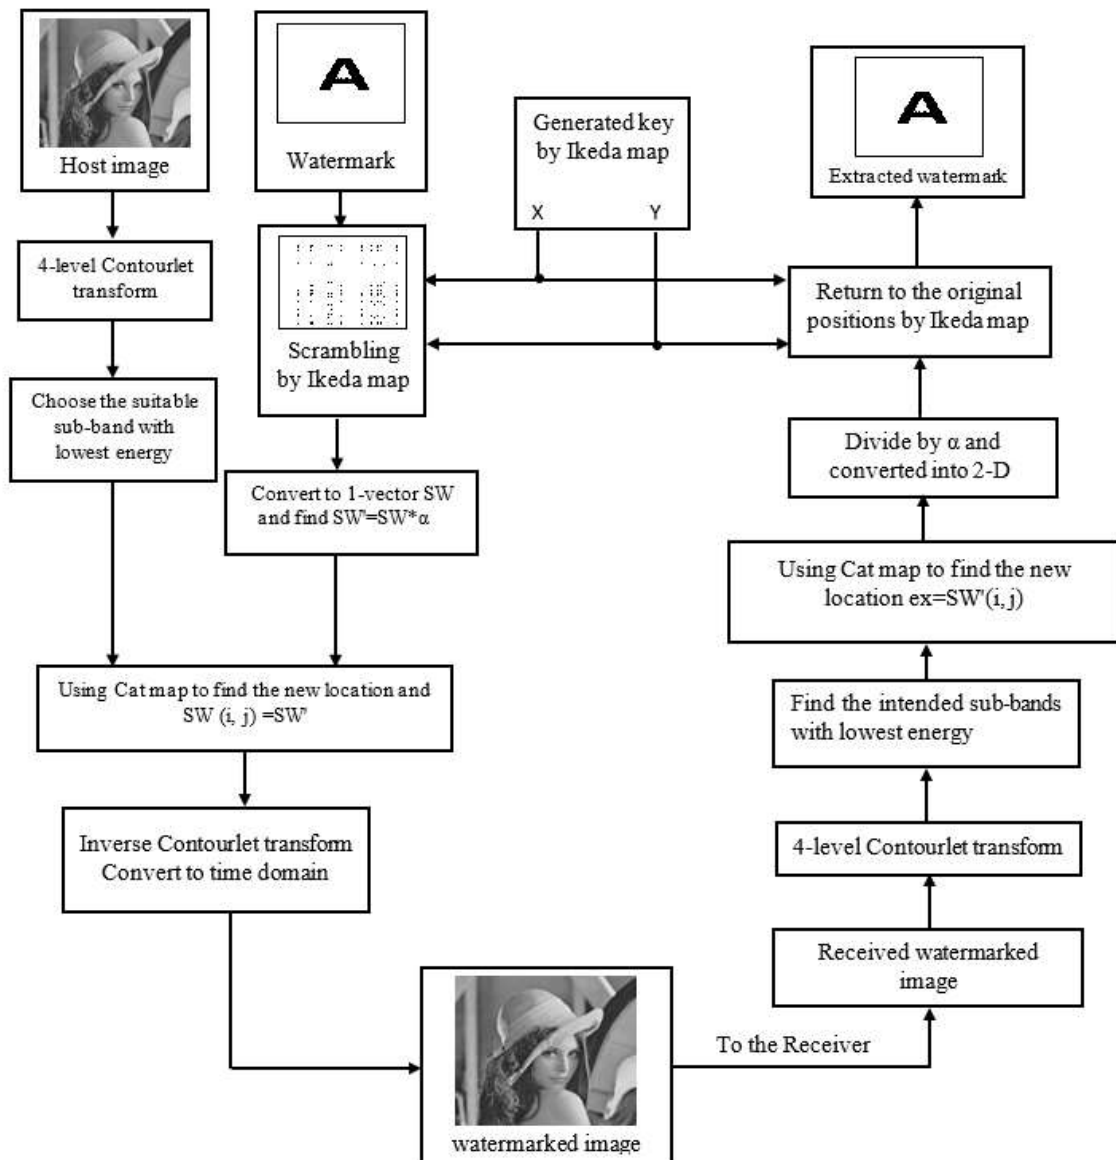 A
Host image
Watermark
Generated key
by Ikeda map
X Y
A
Extracted watermark
4-level Contourlet
transform
Scrambling
by Ikeda map
Return to the original
positions by Ikeda map
Choose the suitable
sub-band with
lowest energy
Convert to 1-vector SW
and find SW'=SW*α
Divide by α and
converted into 2-D
Using Cat map to find the new
location ex=SW'(i, j)
Using Cat map to find the new location and
SW (i, j) =SW'
Find the intended sub-bands
with lowest energy
Inverse Contourlet transform
Convert to time domain
4-level Contourlet transform
Received watermarked
image
To the Receiver
watermarked image